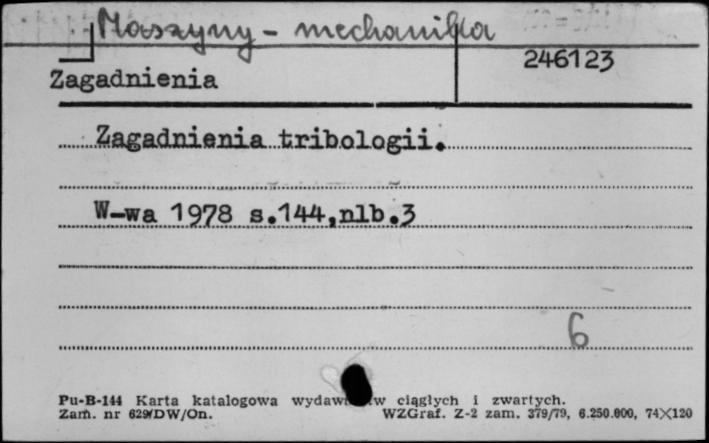 Maszyny - mechanika
246123
Zagadnienia
Zagadnienia tribologii.
W-wa 1978 s.144,nlb.3
6
Pu-B-144 Karta katalogowa ciągłych i zwartych.
Zam. nr 629/DW/On. WZGraf. Z-2 zam. 379/79, 6.250.000, 74X120